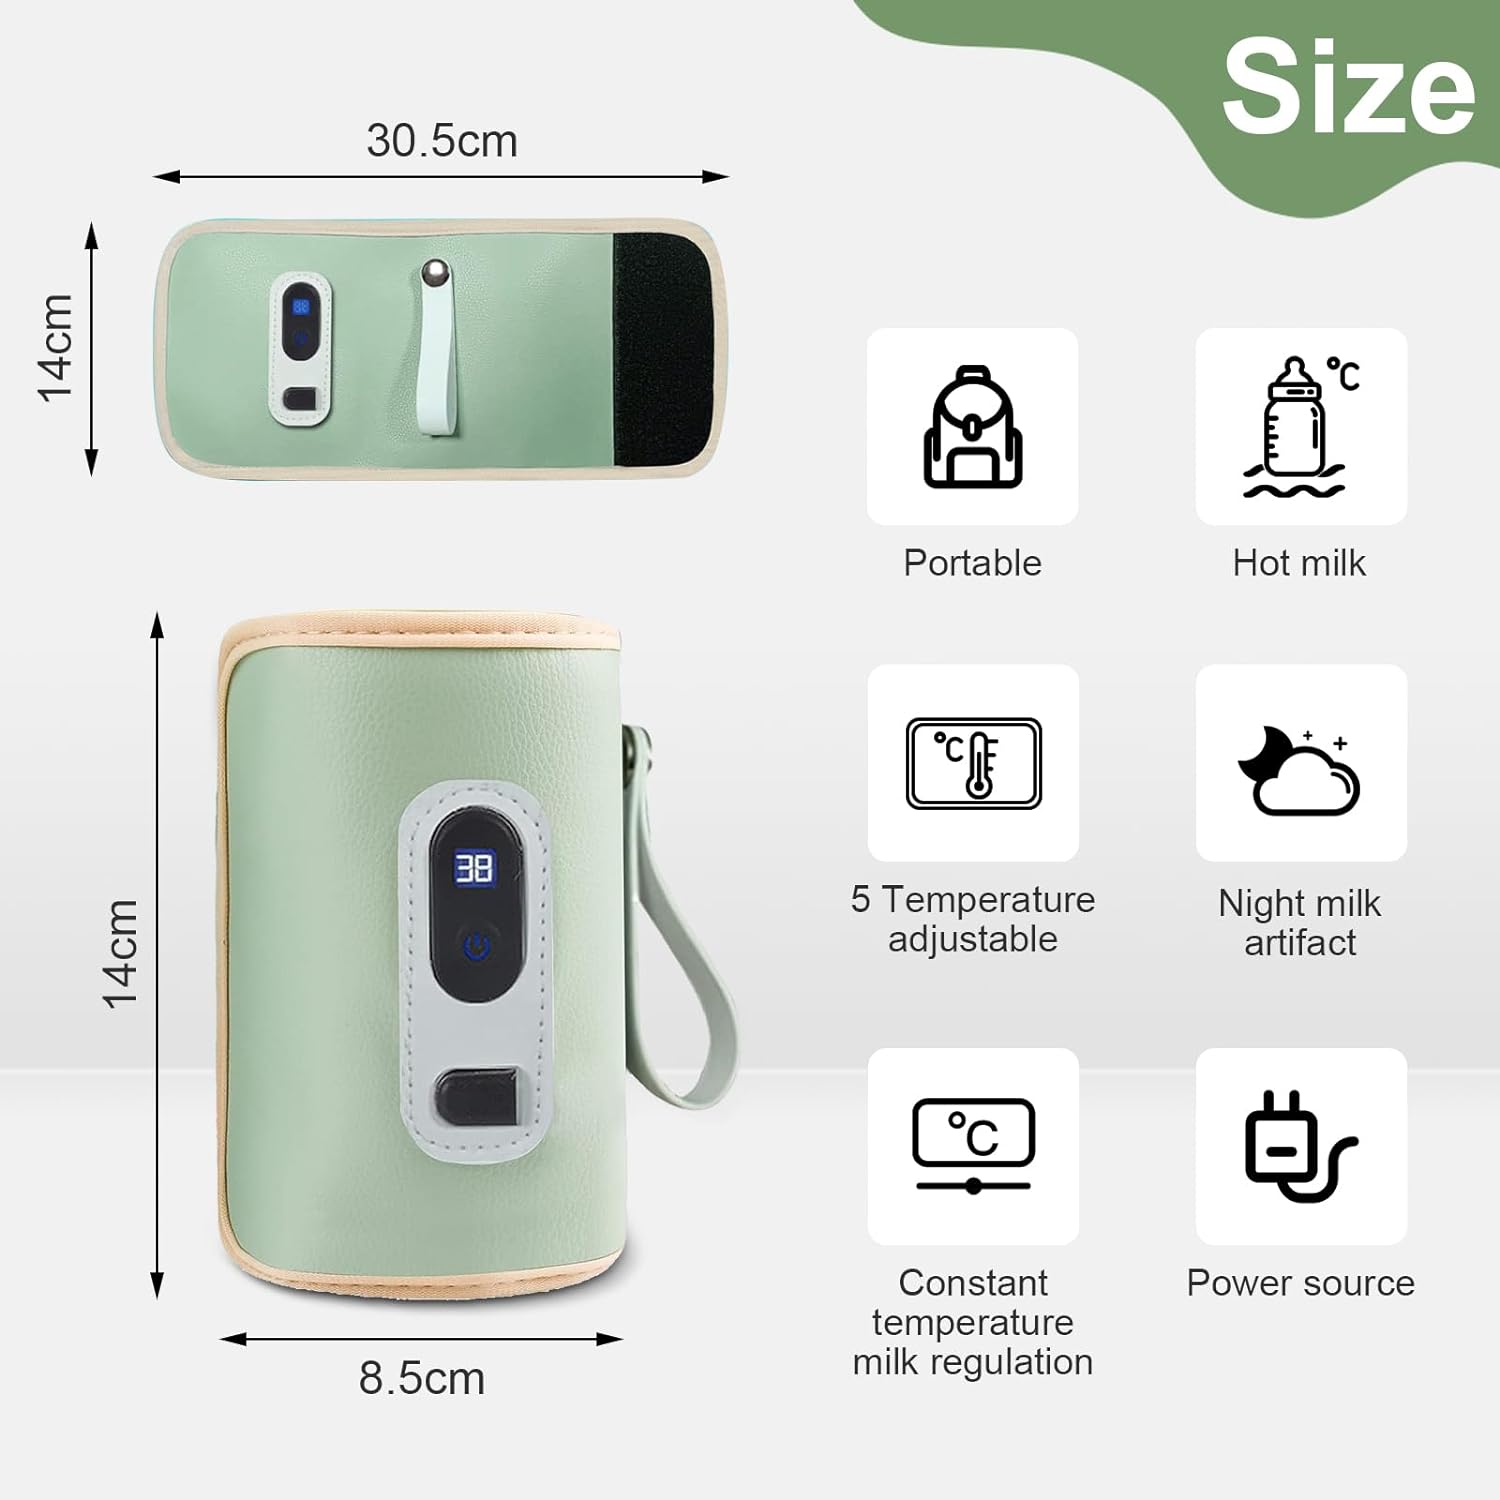 Size
30.5cm
14cm
38
Portable
Hot milk
°C
14cm
38
5 Temperature
adjustable
°C
Night milk
artifact
8.5cm
°C
Constant
temperature
milk regulation
Power source